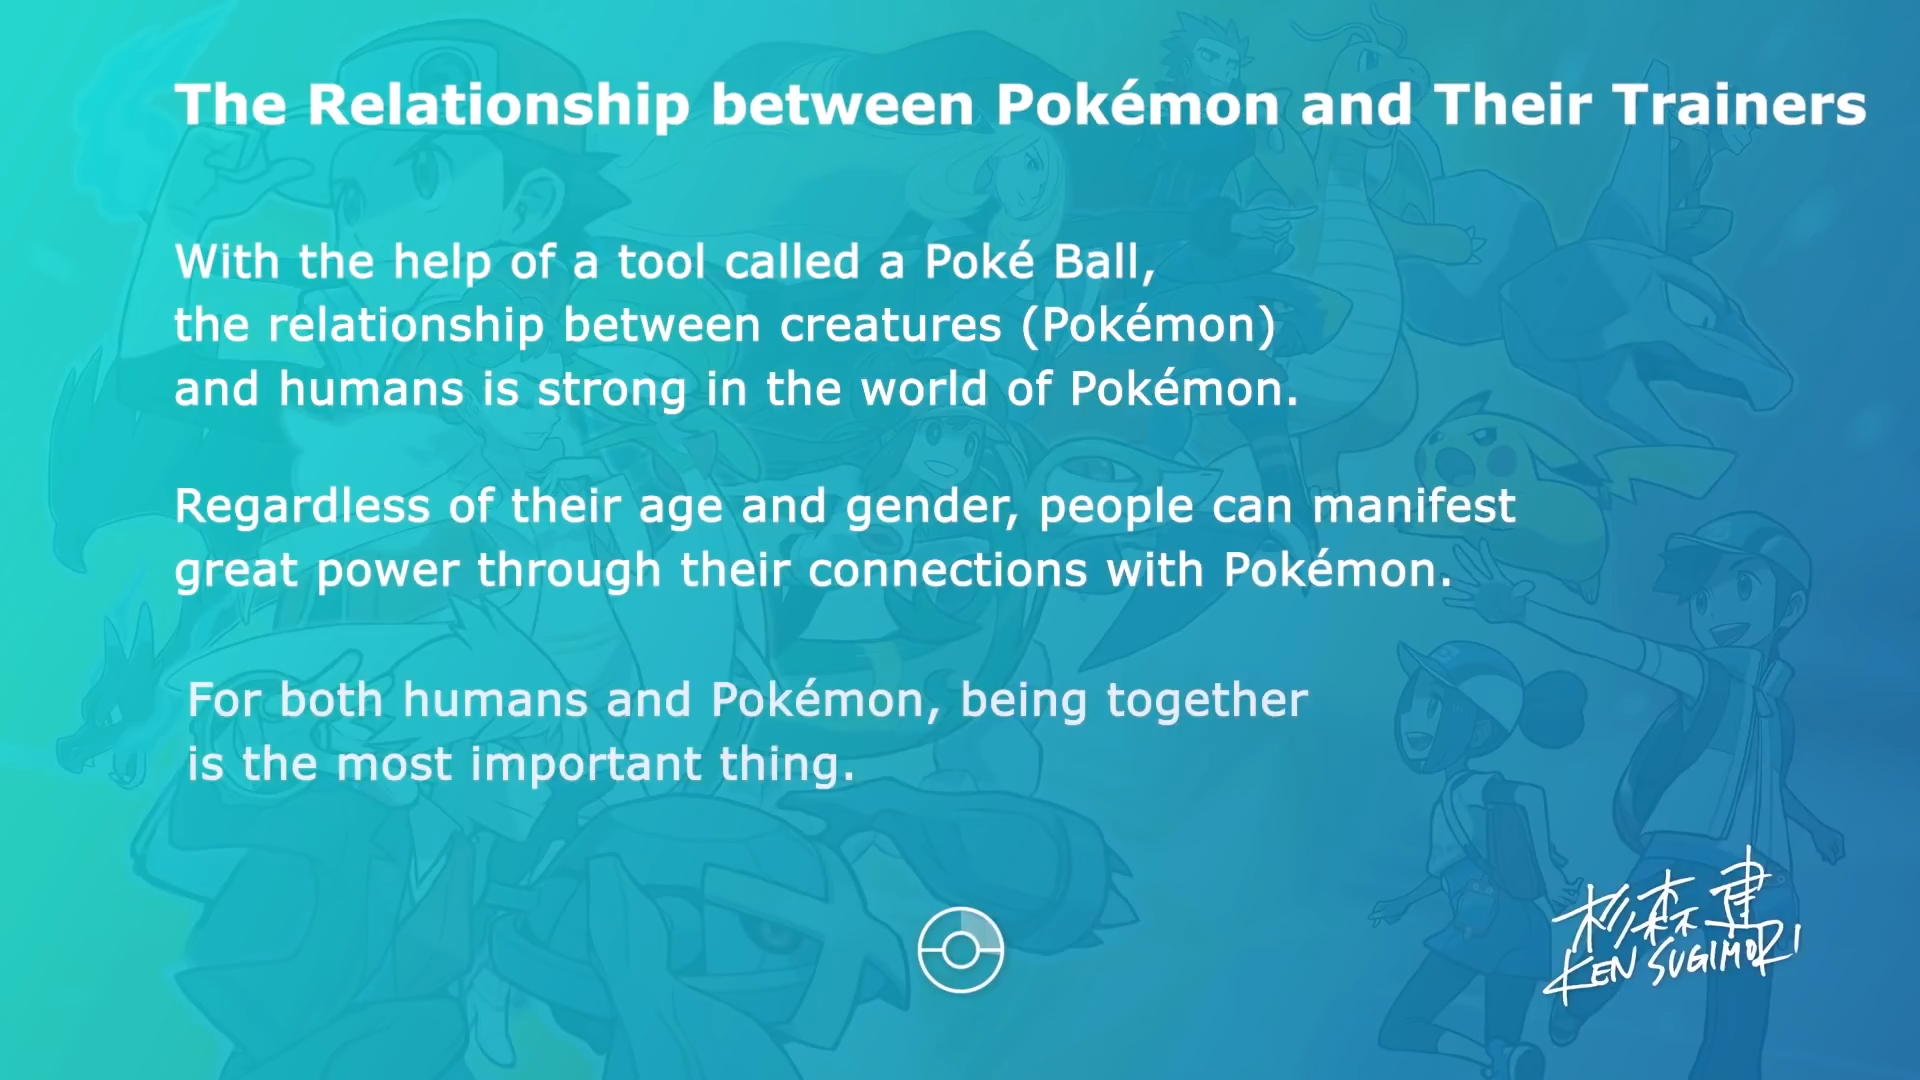 The Relationship between Pokémon and Their Trainers
With the help of a tool called a Poké Ball,
the relationship between creatures (Pokémon)
and humans is strong in the world of Pokémon.
Regardless of their age and gender, people can manifest
great power through their connections with Pokémon.
For both humans and Pokémon, being together
is the most important thing.
杉森建
KEN SUGIMORI